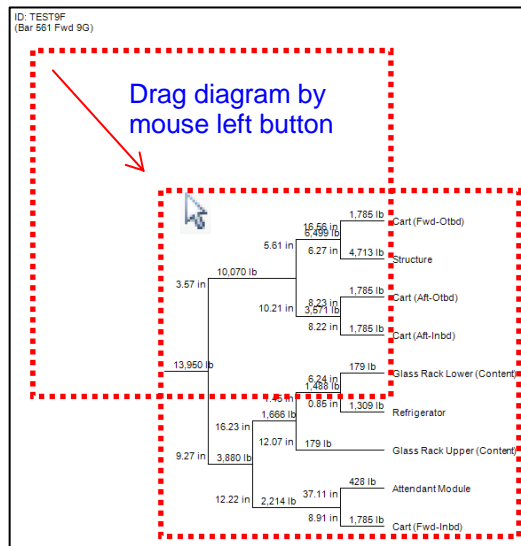 ID: TEST9F
(Bar 561 Fwd 9G)
Drag diagram by
mouse left button
1,785 lb
16.56 in
Cart (Fwd-Otbd)
6,499 lb
5.61 in
6.27 in
4,713 lb
Structure
10,070 lb
3.57 in
1,785 lb
8.23 in
Cart (Aft-Otbd)
10.21 in
3,571 lb
8.22 in
1,785 lb
Cart (Aft-Inbd)
13,950 lb
179 lb
6.24 in
Glass Rack Lower (Content)
1,488 lb
1.45 in
0.85 in
1,309 lb
Refrigerator
1,666 lb
16.23 in
12.07 in
179 lb
Glass Rack Upper (Content)
9.27 in
3,880 lb
428 lb
37.11 in
Attendant Module
12.22 in
2,214 lb
8.91 in
1,785 lb
Cart (Fwd-Inbd)